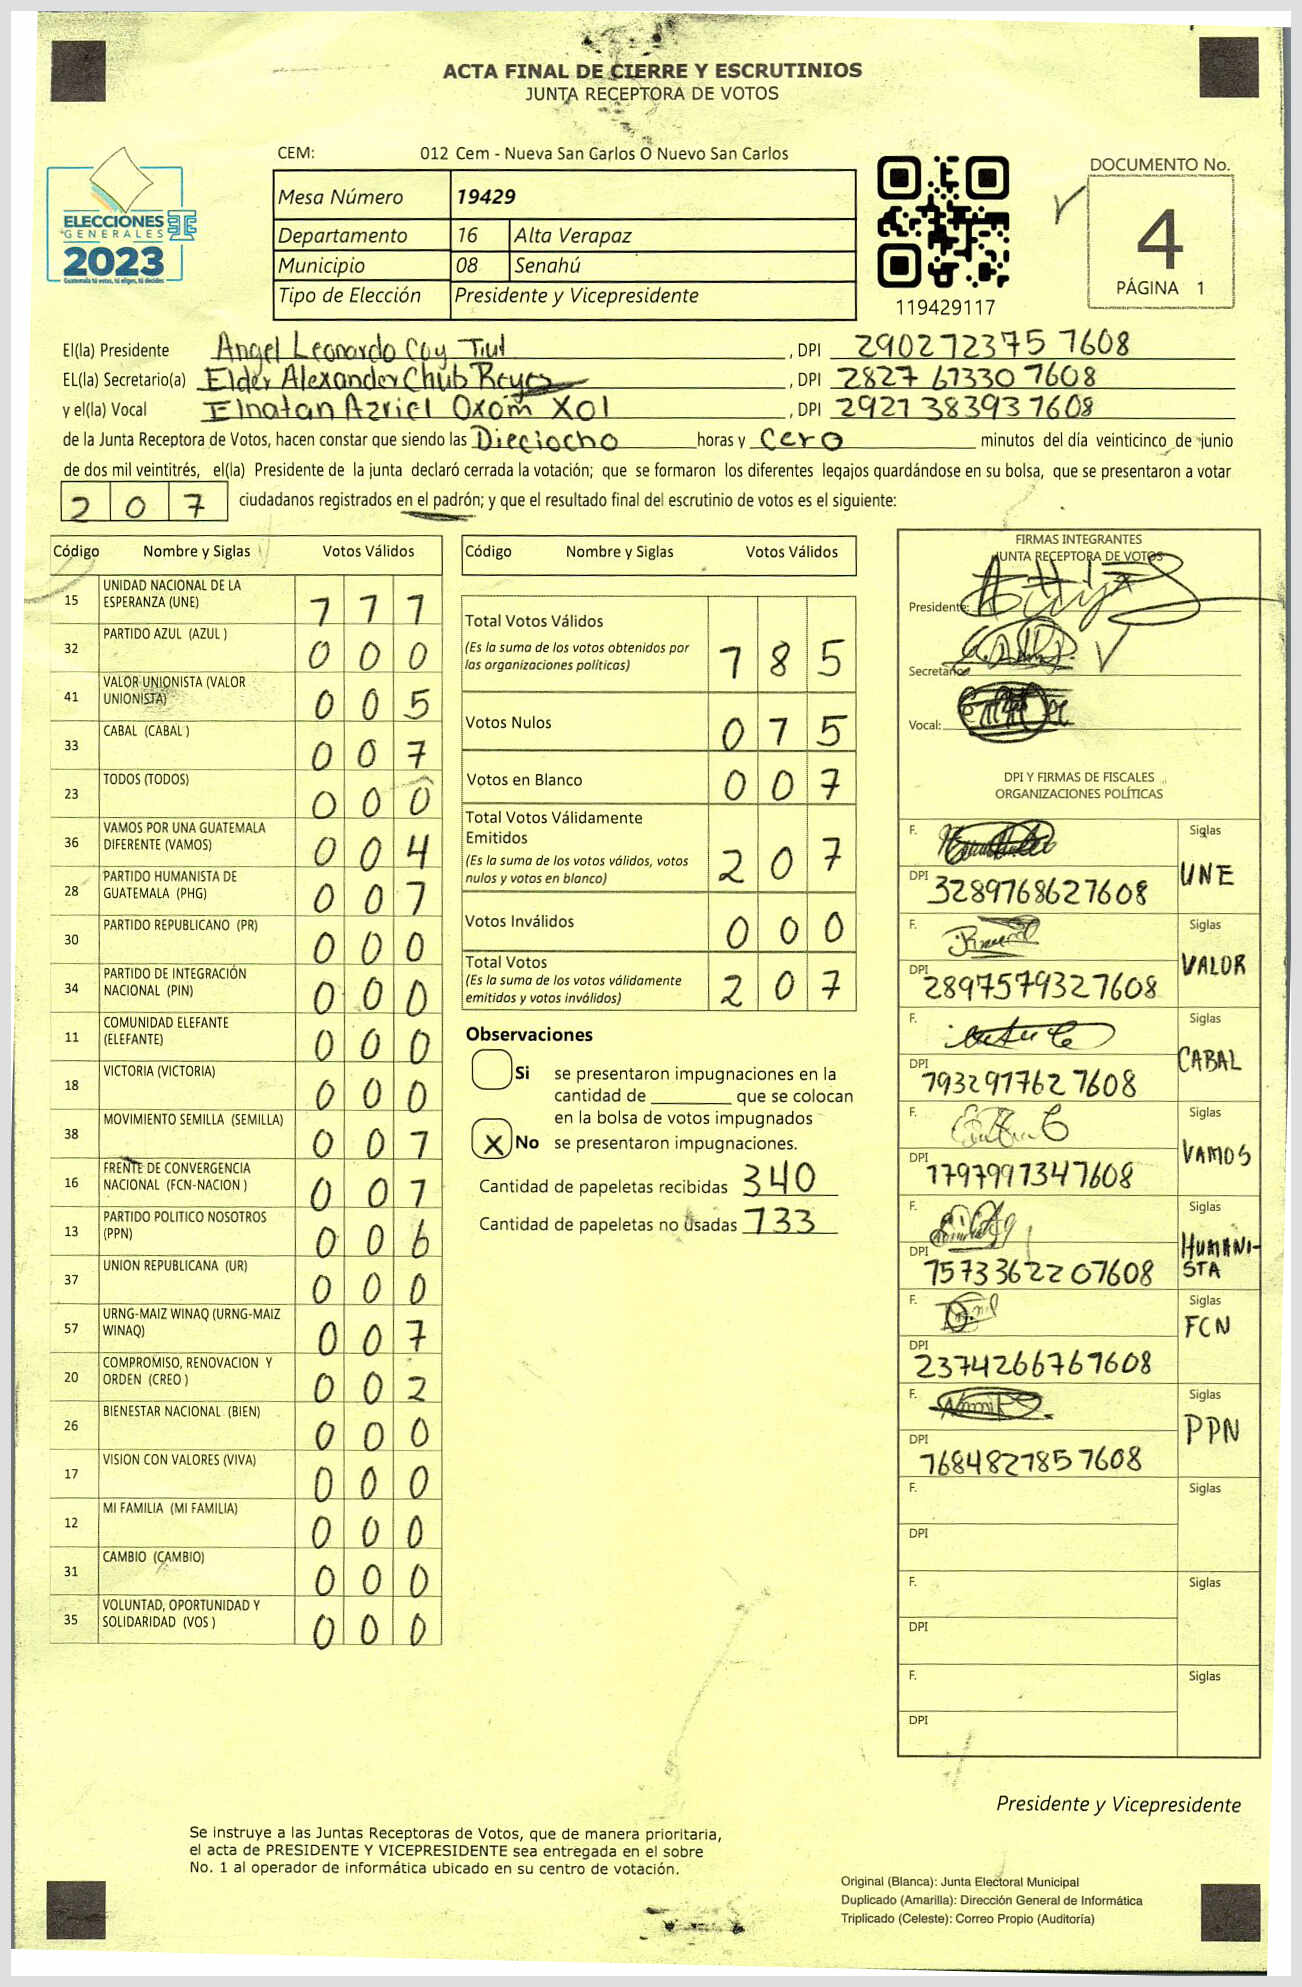 ACTA FINAL DE CIERRE Y ESCRUTINIOS
JUNTA RECEPTORA DE VOTOS
CEM: 012 Cem - Nueva San Carlos O Nuevo San Carlos
ELECCIONES
GENERALES
2023
Guatemala tú votas, tú eliges, tú decides
Mesa Número 19429
Departamento 16 Alta Verapaz
Municipio 08 Senahú
Tipo de Elección Presidente y Vicepresidente
119429117
DOCUMENTO No.
4
PÁGINA 1
El(la) Presidente Angel Leonardo Coy Tiul , DPI 290212375 1608
EL(la) Secretario(a) Elder Alexander Chub Reyes , DPI 2827 61330 1608
y el(la) Vocal Elnatan Azriel Oxom Xol , DPI 2921 38393 1608
de la Junta Receptora de Votos, hacen constar que siendo las Dieciocho horas y Cero minutos del día veinticinco de junio
de dos mil veintitrés, el(la) Presidente de la junta declaró cerrada la votación; que se formaron los diferentes legajos guardándose en su bolsa, que se presentaron a votar
2 0 7 ciudadanos registrados en el padrón; y que el resultado final del escrutinio de votos es el siguiente:
Código Nombre y Siglas Votos Válidos
15 UNIDAD NACIONAL DE LA ESPERANZA (UNE) 1 1 1
32 PARTIDO AZUL (AZUL ) 0 0 0
41 VALOR UNIONISTA (VALOR UNIONISTA) 0 0 5
33 CABAL (CABAL ) 0 0 7
23 TODOS (TODOS) 0 0 0
36 VAMOS POR UNA GUATEMALA DIFERENTE (VAMOS) 0 0 4
28 PARTIDO HUMANISTA DE GUATEMALA (PHG) 0 0 7
30 PARTIDO REPUBLICANO (PR) 0 0 0
34 PARTIDO DE INTEGRACIÓN NACIONAL (PIN) 0 0 0
11 COMUNIDAD ELEFANTE (ELEFANTE) 0 0 0
18 VICTORIA (VICTORIA) 0 0 0
38 MOVIMIENTO SEMILLA (SEMILLA) 0 0 7
16 FRENTE DE CONVERGENCIA NACIONAL (FCN-NACION ) 0 0 7
13 PARTIDO POLITICO NOSOTROS (PPN) 0 0 6
37 UNION REPUBLICANA (UR) 0 0 0
57 URNG-MAIZ WINAQ (URNG-MAIZ WINAQ) 0 0 7
20 COMPROMISO, RENOVACION Y ORDEN (CREO ) 0 0 2
26 BIENESTAR NACIONAL (BIEN) 0 0 0
17 VISION CON VALORES (VIVA) 0 0 0
12 MI FAMILIA (MI FAMILIA) 0 0 0
31 CAMBIO (CAMBIO) 0 0 0
35 VOLUNTAD, OPORTUNIDAD Y SOLIDARIDAD (VOS ) 0 0 0
Código Nombre y Siglas Votos Válidos
Total Votos Válidos
(Es la suma de los votos obtenidos por
las organizaciones políticas) 1 8 5
Votos Nulos 0 1 5
Votos en Blanco 0 0 7
Total Votos Válidamente
Emitidos
(Es la suma de los votos válidos, votos
nulos y votos en blanco) 2 0 7
Votos Inválidos 0 0 0
Total Votos
(Es la suma de los votos válidamente
emitidos y votos inválidos) 2 0 7
Observaciones
Si se presentaron impugnaciones en la
cantidad de ________ que se colocan
en la bolsa de votos impugnados
X No se presentaron impugnaciones.
Cantidad de papeletas recibidas 340
Cantidad de papeletas no usadas 133
FIRMAS INTEGRANTES
JUNTA RECEPTORA DE VOTOS
Presidente:
Secretario:
Vocal:
DPI Y FIRMAS DE FISCALES
ORGANIZACIONES POLÍTICAS
F. Siglas
DPI 3289168621608 UNE
F. Siglas
DPI 2897579321608 VALOR
F. Siglas
DPI 193291762 1608 CABAL
F. Siglas
DPI 1797991341608 VAMOS
F. Siglas
DPI 1573362201608 HUMANI-
STA
F. Siglas
DPI 2374266761608 FCN
F. Siglas
DPI 1684821851608 PPN
F. Siglas
DPI
F. Siglas
DPI
F. Siglas
DPI
Presidente y Vicepresidente
Se instruye a las Juntas Receptoras de Votos, que de manera prioritaria,
el acta de PRESIDENTE Y VICEPRESIDENTE sea entregada en el sobre
No. 1 al operador de informática ubicado en su centro de votación.
Original (Blanca): Junta Electoral Municipal
Duplicado (Amarilla): Dirección General de Informática
Triplicado (Celeste): Correo Propio (Auditoría)